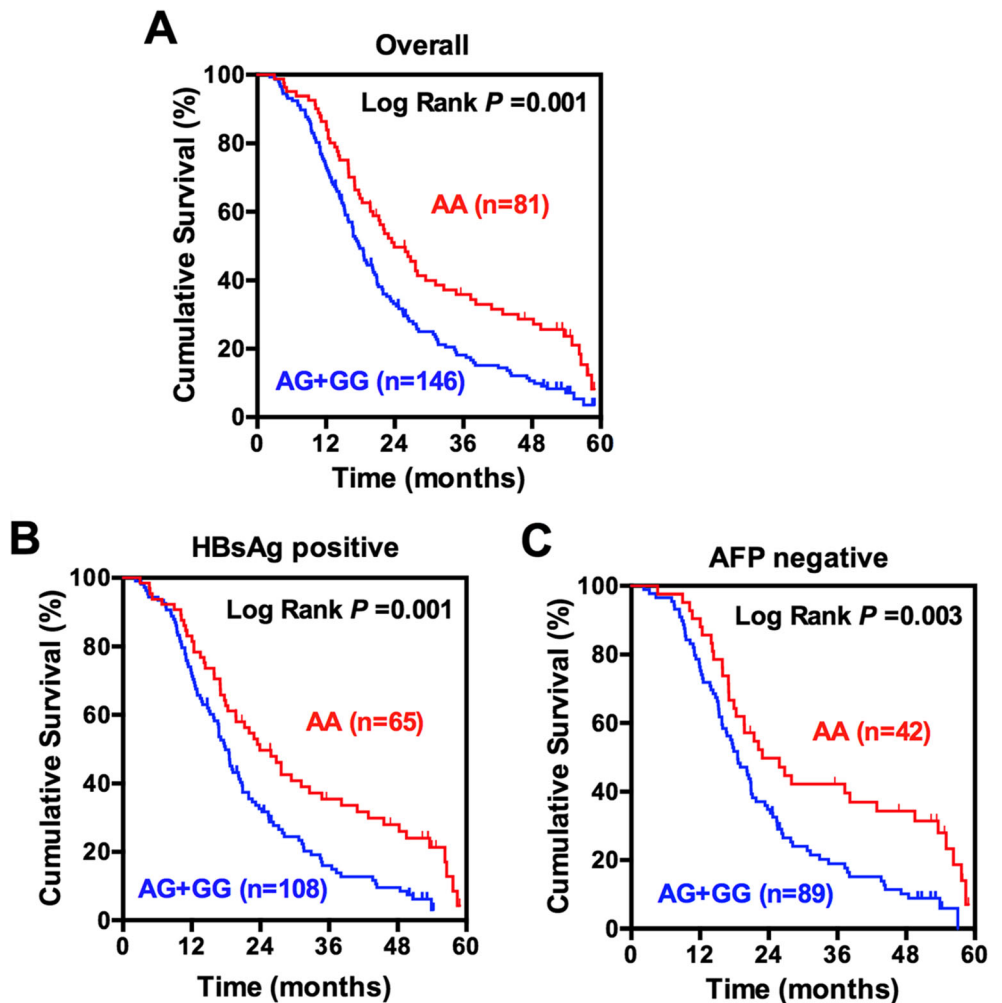 A
Overall
Log Rank P =0.001
AA (n=81)
AG+GG (n=146)
Cumulative Survival (%)
100
80
60
40
20
0
0 12 24 36 48 60
Time (months)
B
HBsAg positive
Log Rank P =0.001
AA (n=65)
AG+GG (n=108)
Cumulative Survival (%)
100
80
60
40
20
0
0 12 24 36 48 60
Time (months)
C
AFP negative
Log Rank P =0.003
AA (n=42)
AG+GG (n=89)
Cumulative Survival (%)
100
80
60
40
20
0
0 12 24 36 48 60
Time (months)